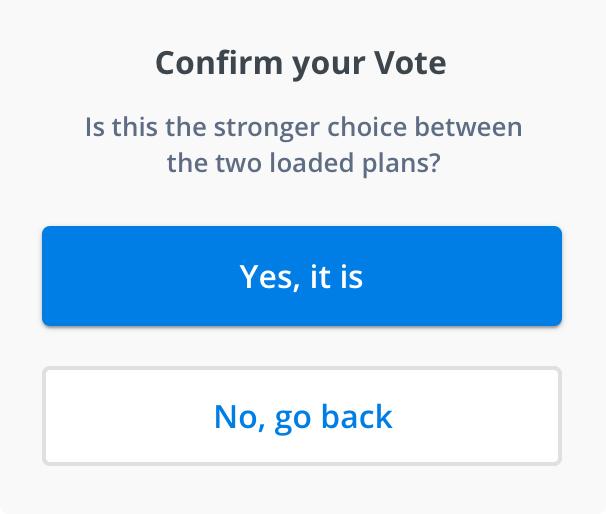 Confirm your Vote
Is this the stronger choice between
the two loaded plans?
Yes, it is
No, go back